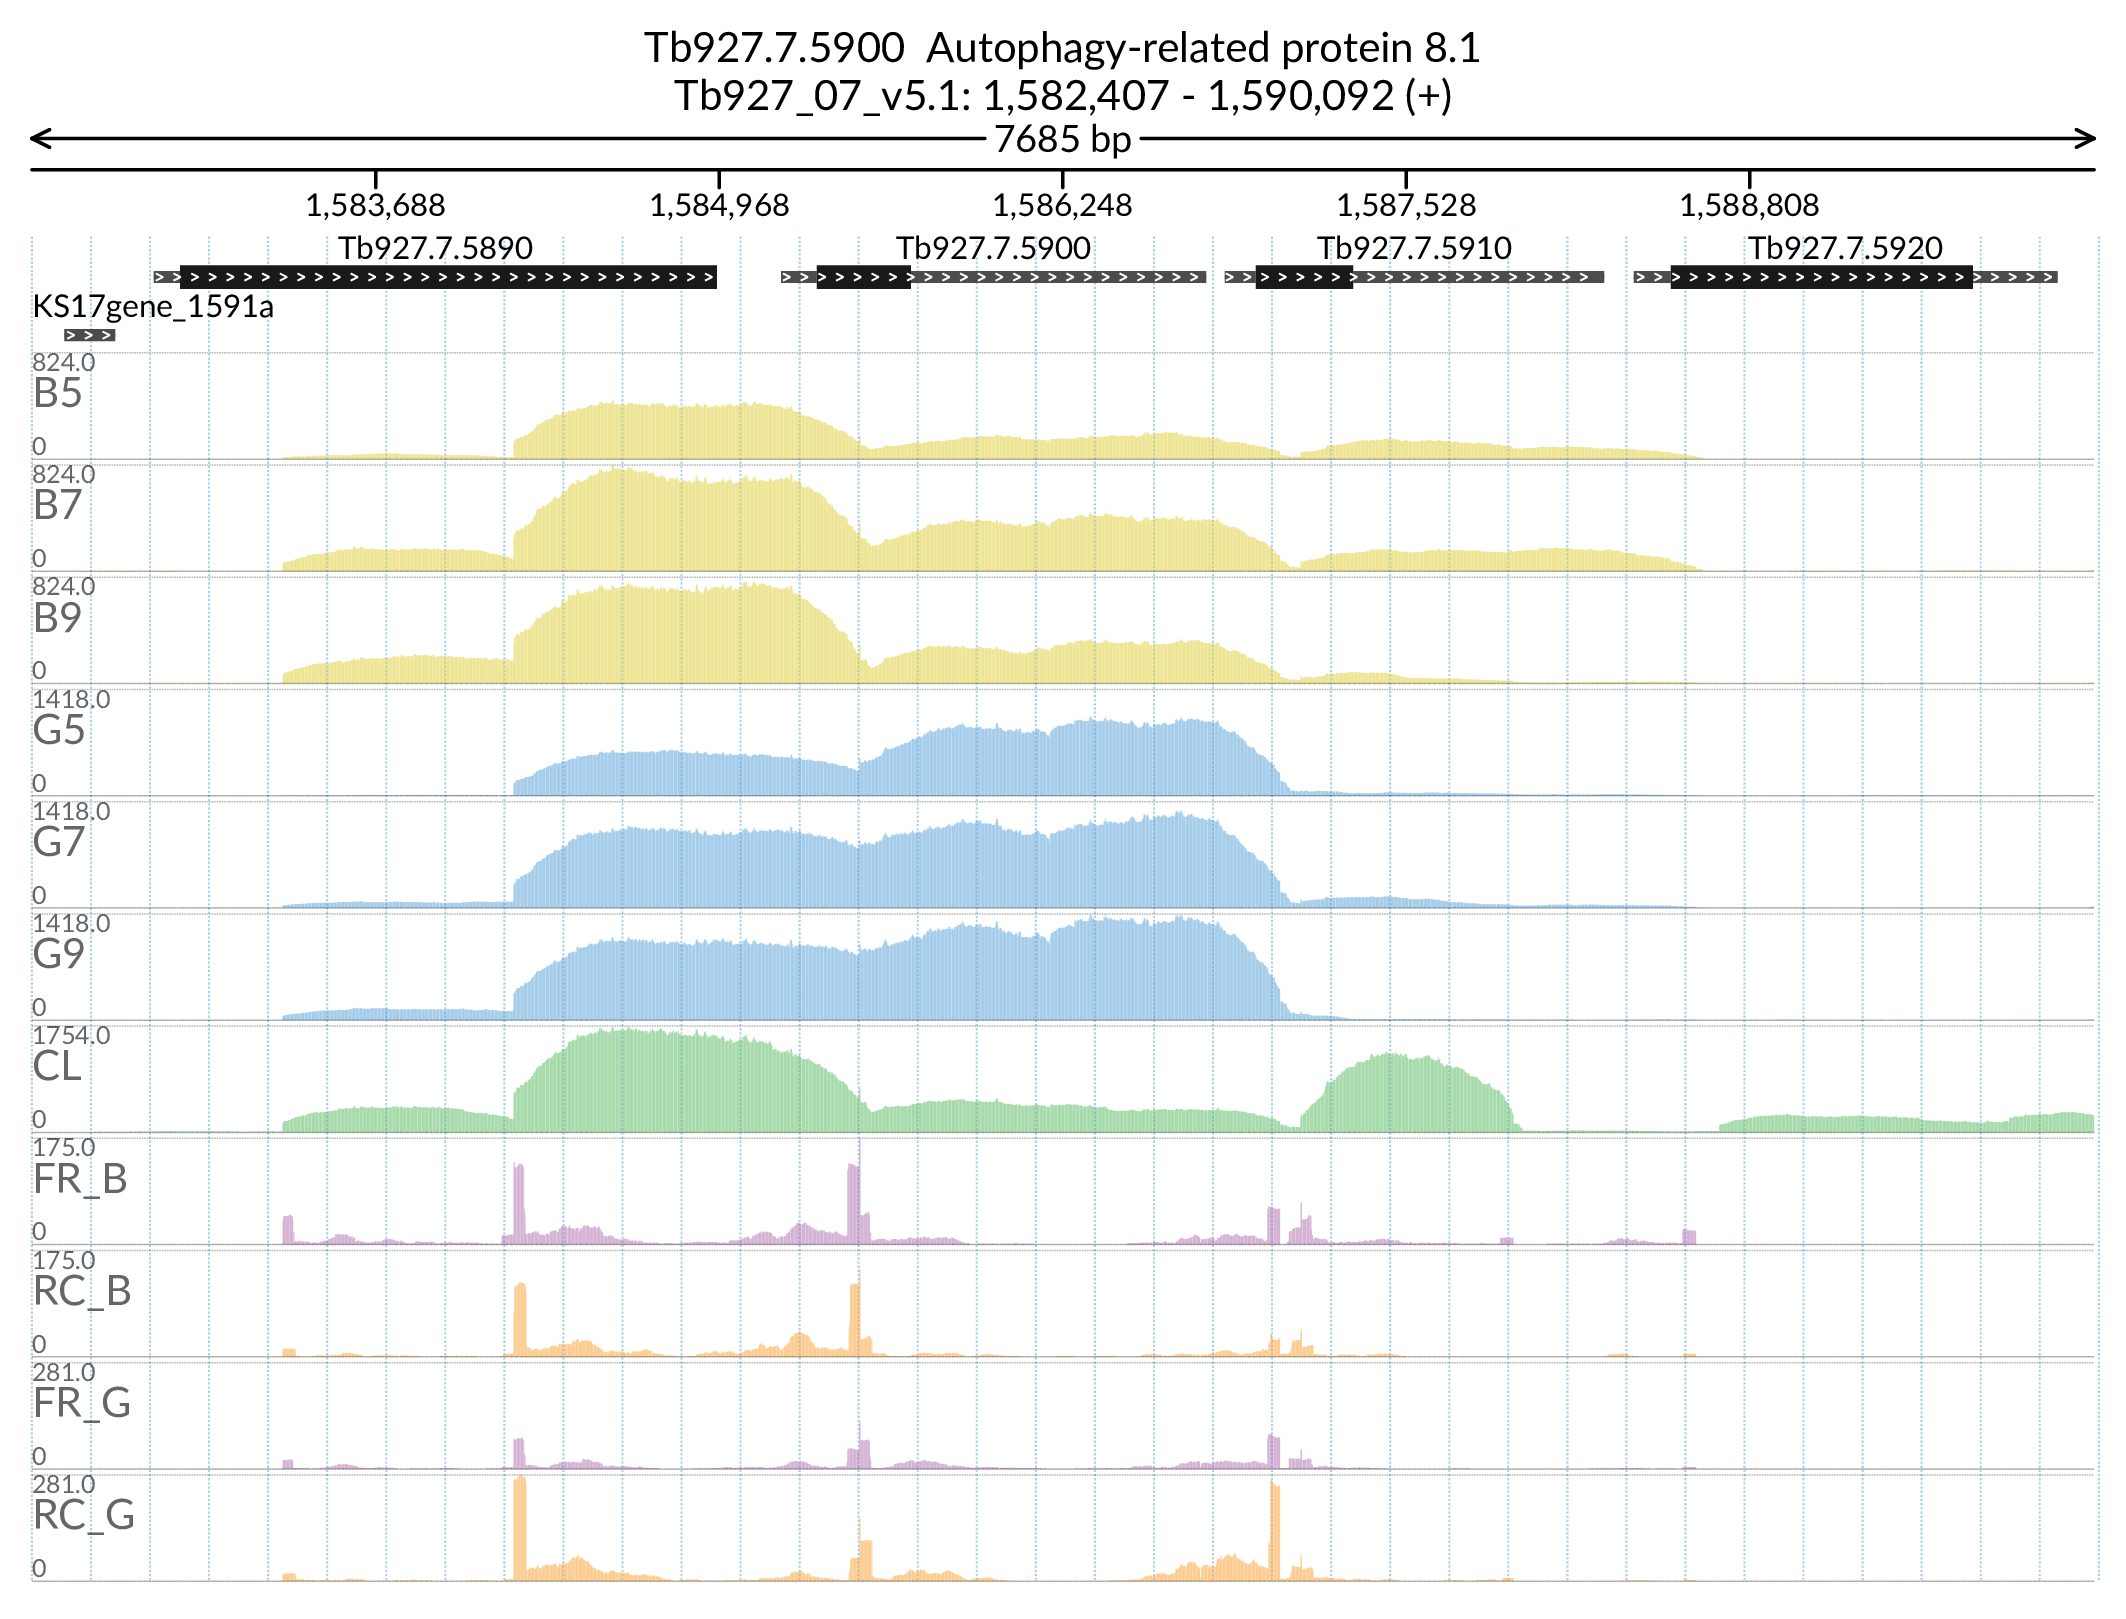 Tb927.7.5900  Autophagy-related protein 8.1
Tb927_07_v5.1: 1,582,407 - 1,590,092 (+)
7685 bp
1,583,688 1,584,968 1,586,248 1,587,528 1,588,808
Tb927.7.5890 Tb927.7.5900 Tb927.7.5910 Tb927.7.5920
KS17gene_1591a
824.0
B5
0
824.0
B7
0
824.0
B9
0
1418.0
G5
0
1418.0
G7
0
1418.0
G9
0
1754.0
CL
0
175.0
FR_B
0
175.0
RC_B
0
281.0
FR_G
0
281.0
RC_G
0